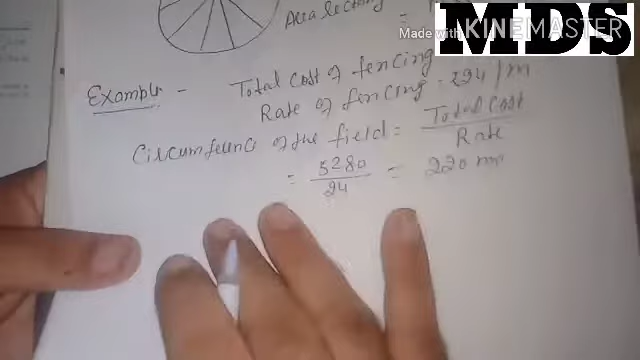 Made with KINEMASTER
MDS
Area
Example - Total cost of fencing
Rate of fencing - ₹24/m
Circumference of the field = Total Cost
Rate
= 5280
24
= 220 m